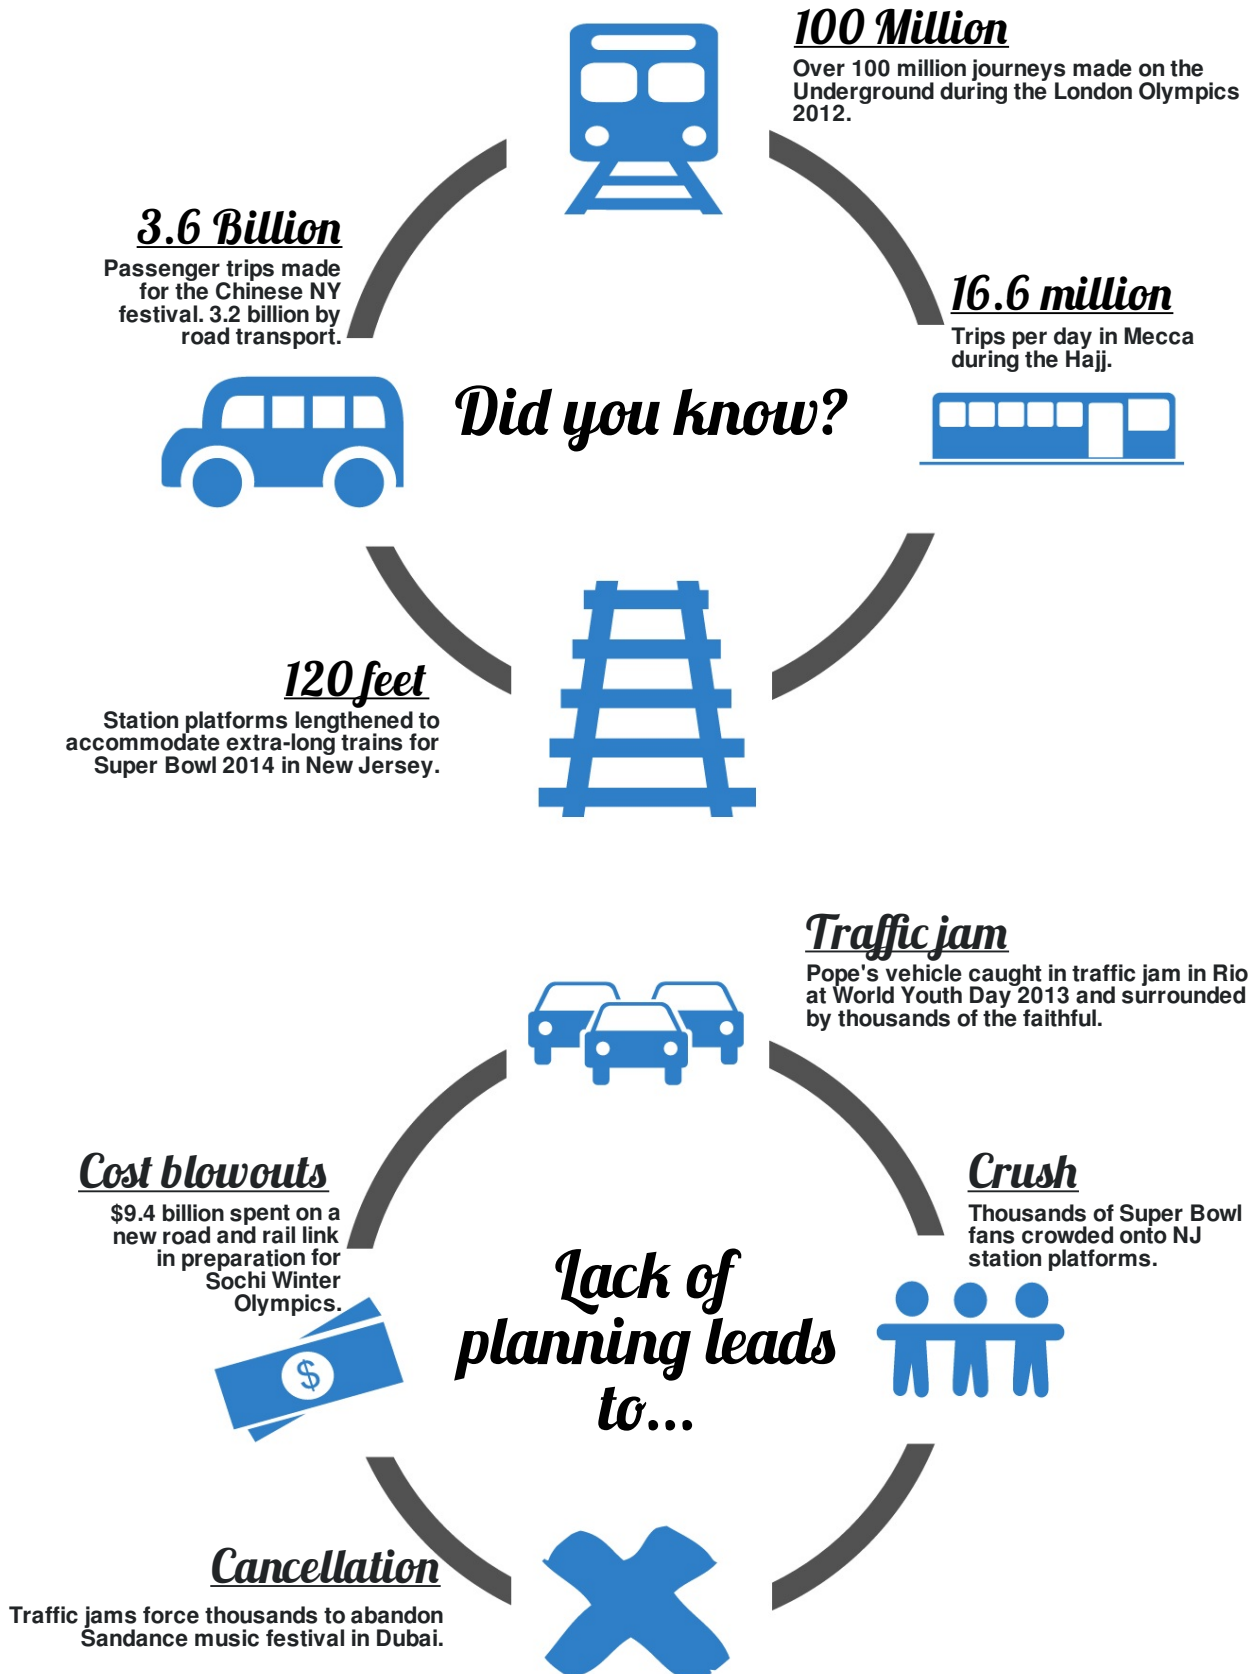 100 Million
Over 100 million journeys made on the
Underground during the London Olympics
2012.
3.6 Billion
Passenger trips made
for the Chinese NY
festival. 3.2 billion by
road transport.
16.6 million
Trips per day in Mecca
during the Hajj.
Did you know?
120 feet
Station platforms lengthened to
accommodate extra-long trains for
Super Bowl 2014 in New Jersey.
Traffic jam
Pope's vehicle caught in traffic jam in Rio
at World Youth Day 2013 and surrounded
by thousands of the faithful.
Cost blowouts
$9.4 billion spent on a
new road and rail link
in preparation for
Sochi Winter
Olympics.
$
Crush
Thousands of Super Bowl
fans crowded onto NJ
station platforms.
Lack of
planning leads
to...
Cancellation
Traffic jams force thousands to abandon
Sandance music festival in Dubai.